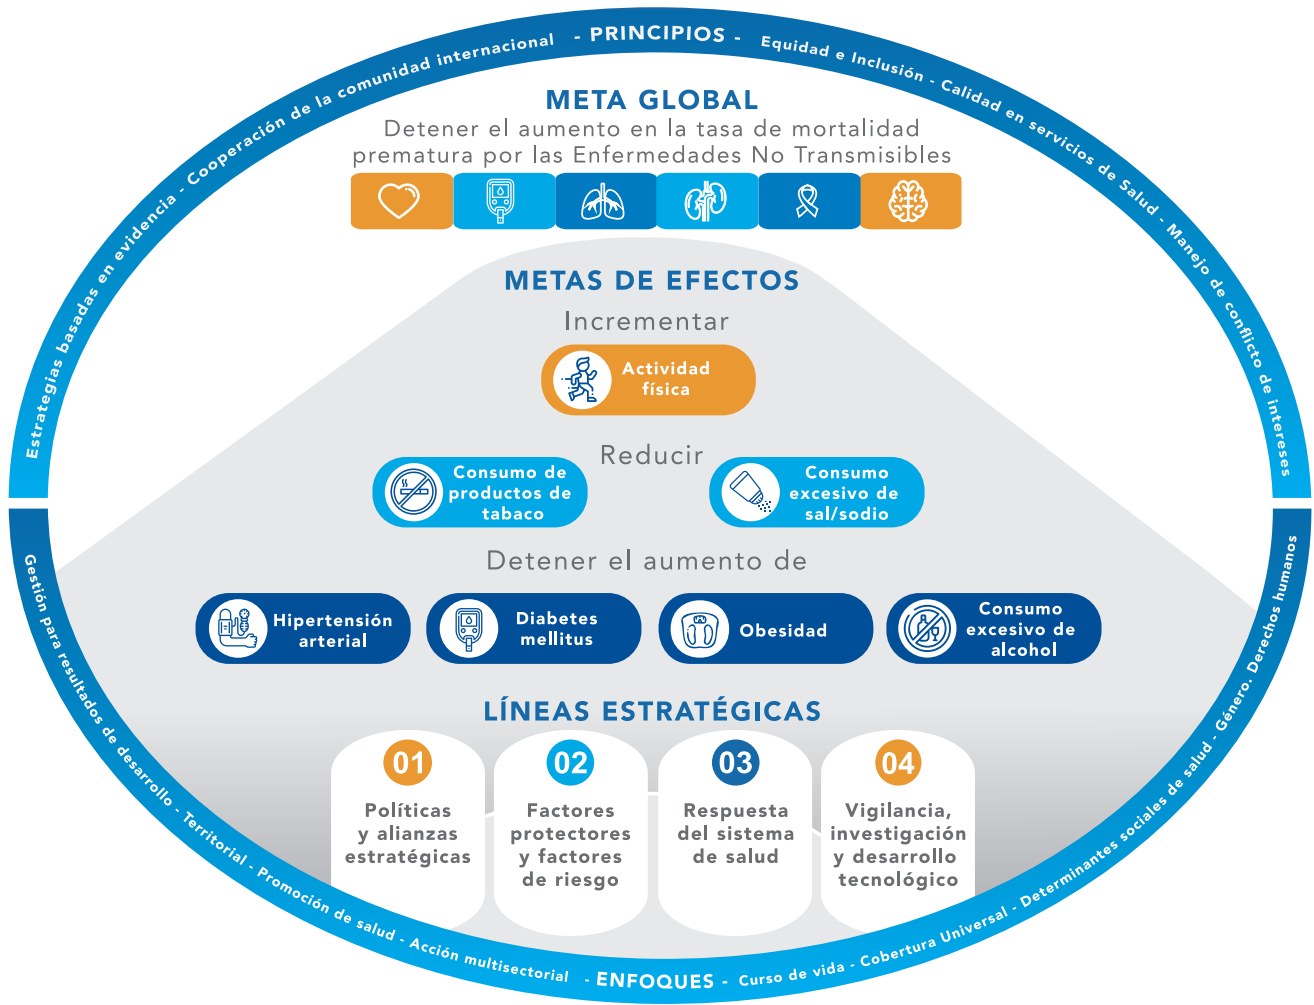 Estrategias basadas en evidencia - Cooperación de la comunidad internacional - PRINCIPIOS - Equidad e Inclusión - Calidad en servicios de Salud - Manejo de conflicto de intereses
META GLOBAL
Detener el aumento en la tasa de mortalidad
prematura por las Enfermedades No Transmisibles
METAS DE EFECTOS
Incrementar
Actividad
física
Reducir
Consumo de
productos de
tabaco
Consumo
excesivo de
sal/sodio
Detener el aumento de
Hipertensión
arterial
Diabetes
mellitus
Obesidad
Consumo
excesivo de
alcohol
LÍNEAS ESTRATÉGICAS
01
Políticas
y alianzas
estratégicas
02
Factores
protectores
y factores
de riesgo
03
Respuesta
del sistema
de salud
04
Vigilancia,
investigación
y desarrollo
tecnológico
Gestión para resultados de desarrollo - Territorial - Promoción de salud - Acción multisectorial - ENFOQUES - Curso de vida - Cobertura Universal - Determinantes sociales de salud - Género. Derechos humanos